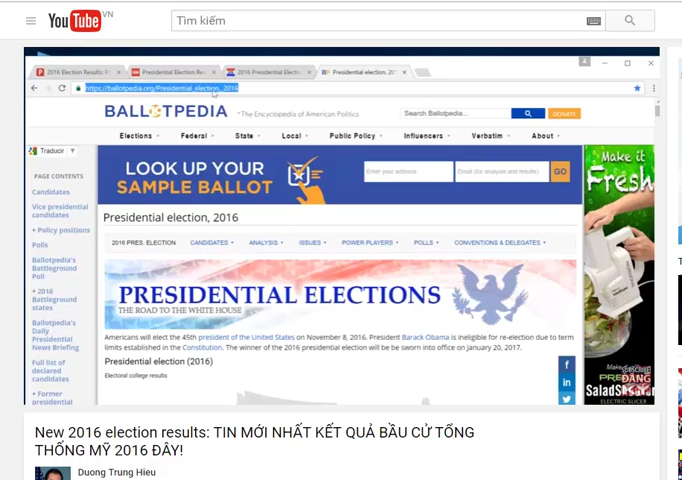 YouTube VN
Tìm kiếm
2016 Election Results: P
Presidential Election Res
2016 Presidential Electio
Presidential election, 201
https://ballotpedia.org/Presidential_election,_2016
BALLOTPEDIA
The Encyclopedia of American Politics
Search Ballotpedia...
DONATE
Elections
Federal
State
Local
Public Policy
Influencers
Verbatim
About
Traducir
LOOK UP YOUR
SAMPLE BALLOT
Enter your address
Email (for analysis and results)
GO
Make it
Fresh
PAGE CONTENTS
Candidates
Vice presidential
candidates
+ Policy positions
Polls
Ballotpedia's
Battleground
Poll
+ 2016
Battleground
states
Ballotpedia's
Daily
Presidential
News Briefing
Full list of
declared
candidates
+ Former
presidential
Presidential election, 2016
2016 PRES. ELECTION
CANDIDATES
ANALYSIS
ISSUES
POWER PLAYERS
POLLS
CONVENTIONS & DELEGATES
PRESIDENTIAL ELECTIONS
THE ROAD TO THE WHITE HOUSE
Americans will elect the 45th president of the United States on November 8, 2016. President Barack Obama is ineligible for re-election due to term
limits established in the Constitution. The winner of the 2016 presidential election will be sworn into office on January 20, 2017.
Presidential election (2016)
Electoral college results
SUBSCRIBE
ĐĂNG KÝ
ELECTRIC SLICER
New 2016 election results: TIN MỚI NHẤT KẾT QUẢ BẦU CỬ TỔNG
THỐNG MỸ 2016 ĐÂY!
Duong Trung Hieu